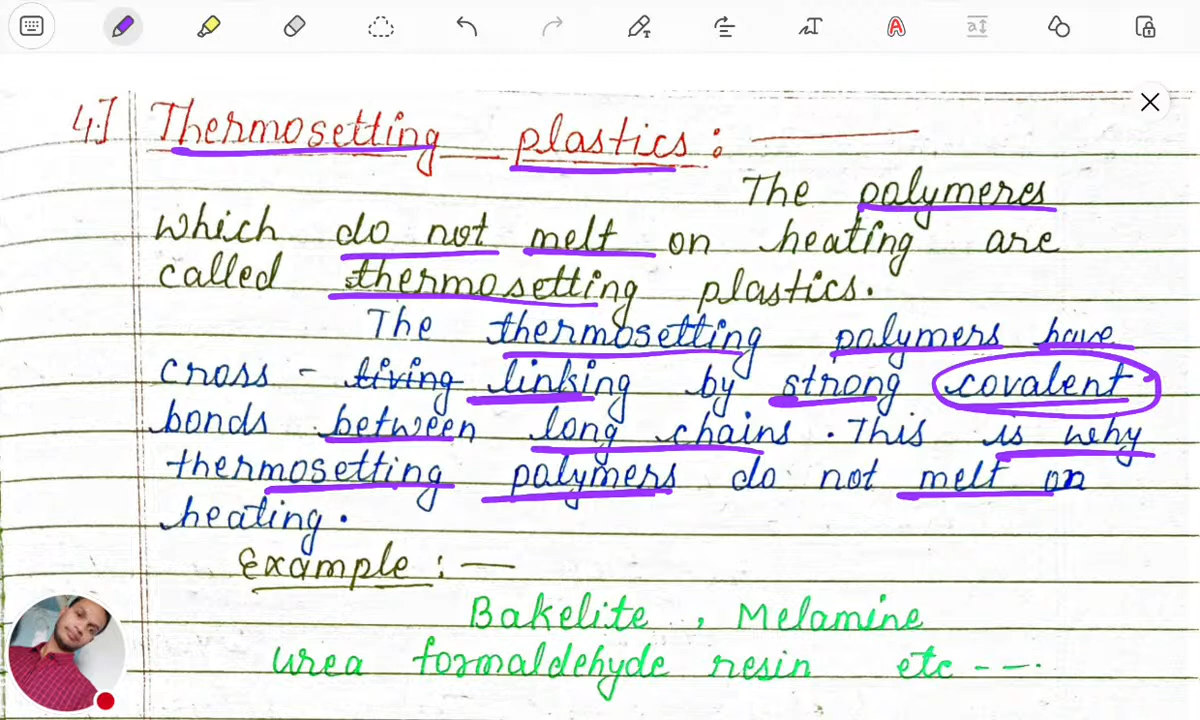 4.] Thermosetting plastics : ———
The polymeres
which do not melt on heating are
called thermosetting plastics.
The thermosetting polymers have
cross - living linking by strong covalent
bonds between long chains . This is why
thermosetting polymers do not melt on
heating .
Example : —
Bakelite , Melamine
urea formaldehyde resin etc - - - .